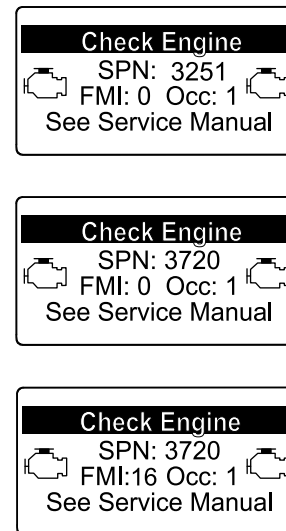 Check Engine
SPN: 3251
FMI: 0 Occ: 1
See Service Manual
Check Engine
SPN: 3720
FMI: 0 Occ: 1
See Service Manual
Check Engine
SPN: 3720
FMI:16 Occ: 1
See Service Manual